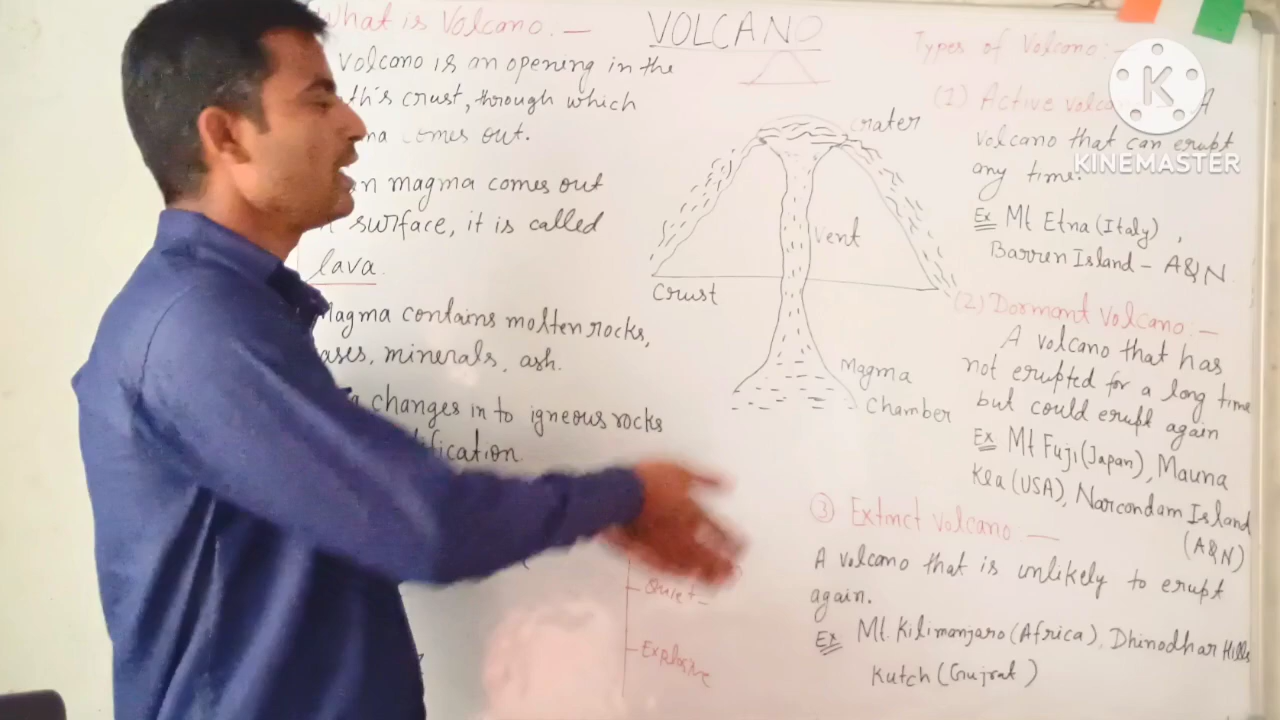 VOLCANO
What is Volcano. —
Volcano is an opening in the
th's crust, through which
ma comes out.
n magma comes out
surface, it is called
lava.
Magma contains molten rocks,
ases, minerals, ash.
changes in to igneous rocks
ification.
Quiet -
Explosive
crater
vent
Crust
Magma
Chamber
Types of Volcano:-
(1) Active volcan A
volcano that can erupt
any time.
Ex Mt Etna (Italy) ,
Barren Island - A&N
(2) Dormant Volcano:-
A volcano that has
not erupted for a long time
but could erupt again
Ex Mt Fuji (Japan), Mauna
Kea (USA), Narcondam Island
(A&N)
③ Extinct Volcano —
A volcano that is unlikely to erupt
again.
Ex Mt. Kilimanjaro (Africa), Dhinodhar Hills
Kutch (Gujrat)
K
KINEMASTER